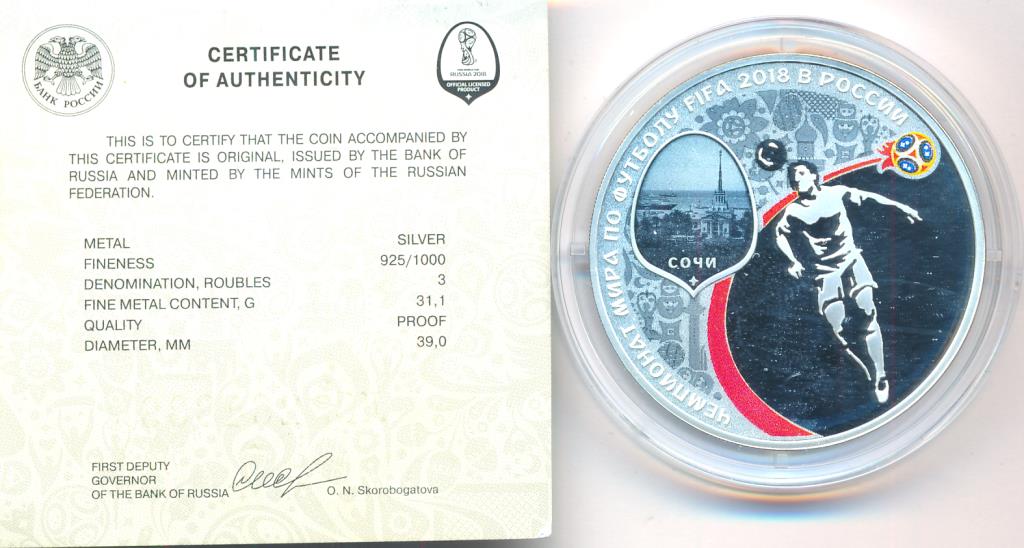 БАНК РОССИИ
CERTIFICATE
OF AUTHENTICITY
RUSSIA 2018
OFFICIAL LICENSED
PRODUCT
THIS IS TO CERTIFY THAT THE COIN ACCOMPANIED BY
THIS CERTIFICATE IS ORIGINAL, ISSUED BY THE BANK OF
RUSSIA AND MINTED BY THE MINTS OF THE RUSSIAN
FEDERATION.
METAL SILVER
FINENESS 925/1000
DENOMINATION, ROUBLES 3
FINE METAL CONTENT, G 31,1
QUALITY PROOF
DIAMETER, MM 39,0
FIRST DEPUTY
GOVERNOR
OF THE BANK OF RUSSIA O. N. Skorobogatova
ЧЕМПИОНАТ МИРА ПО ФУТБОЛУ FIFA 2018 В РОССИИ
СОЧИ